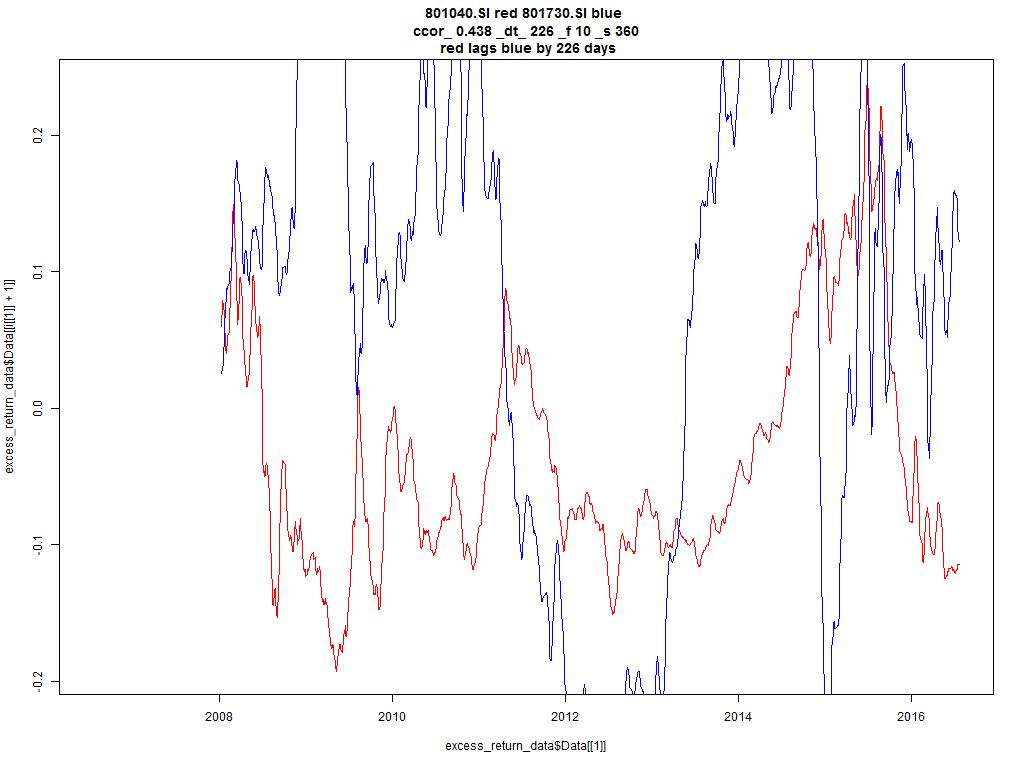 801040.SI red 801730.SI blue
ccor_ 0.438 _dt_ 226 _f 10 _s 360
red lags blue by 226 days
excess_return_data$Data[[i[[1]] + 1]]
0.2
0.1
0.0
-0.1
-0.2
2008 2010 2012 2014 2016
excess_return_data$Data[[1]]